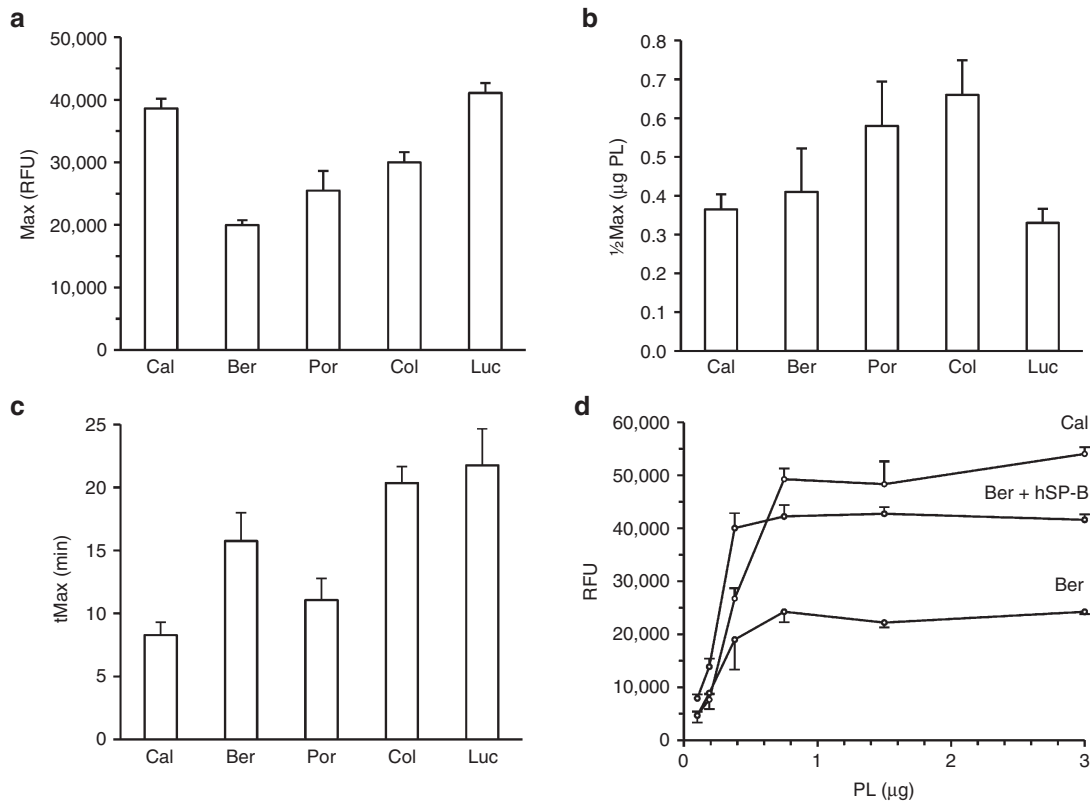 a
50,000
40,000
30,000
20,000
10,000
0
Max (RFU)
Cal Ber Por Col Luc
b
0.8
0.7
0.6
0.5
0.4
0.3
0.2
0.1
0.0
½Max (μg PL)
Cal Ber Por Col Luc
c
25
20
15
10
5
0
tMax (min)
Cal Ber Por Col Luc
d
60,000
50,000
40,000
30,000
20,000
10,000
0
RFU
Cal
Ber + hSP-B
Ber
0 1 2 3
PL (μg)